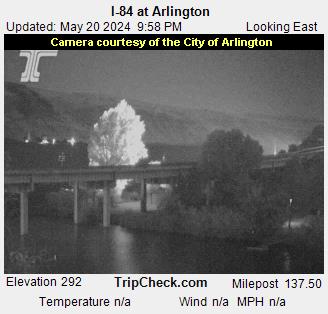 I-84 at Arlington
Updated: May 20 2024 9:58 PM Looking East
Camera courtesy of the City of Arlington
Elevation 292 TripCheck.com Milepost 137.50
Temperature n/a Wind n/a MPH n/a